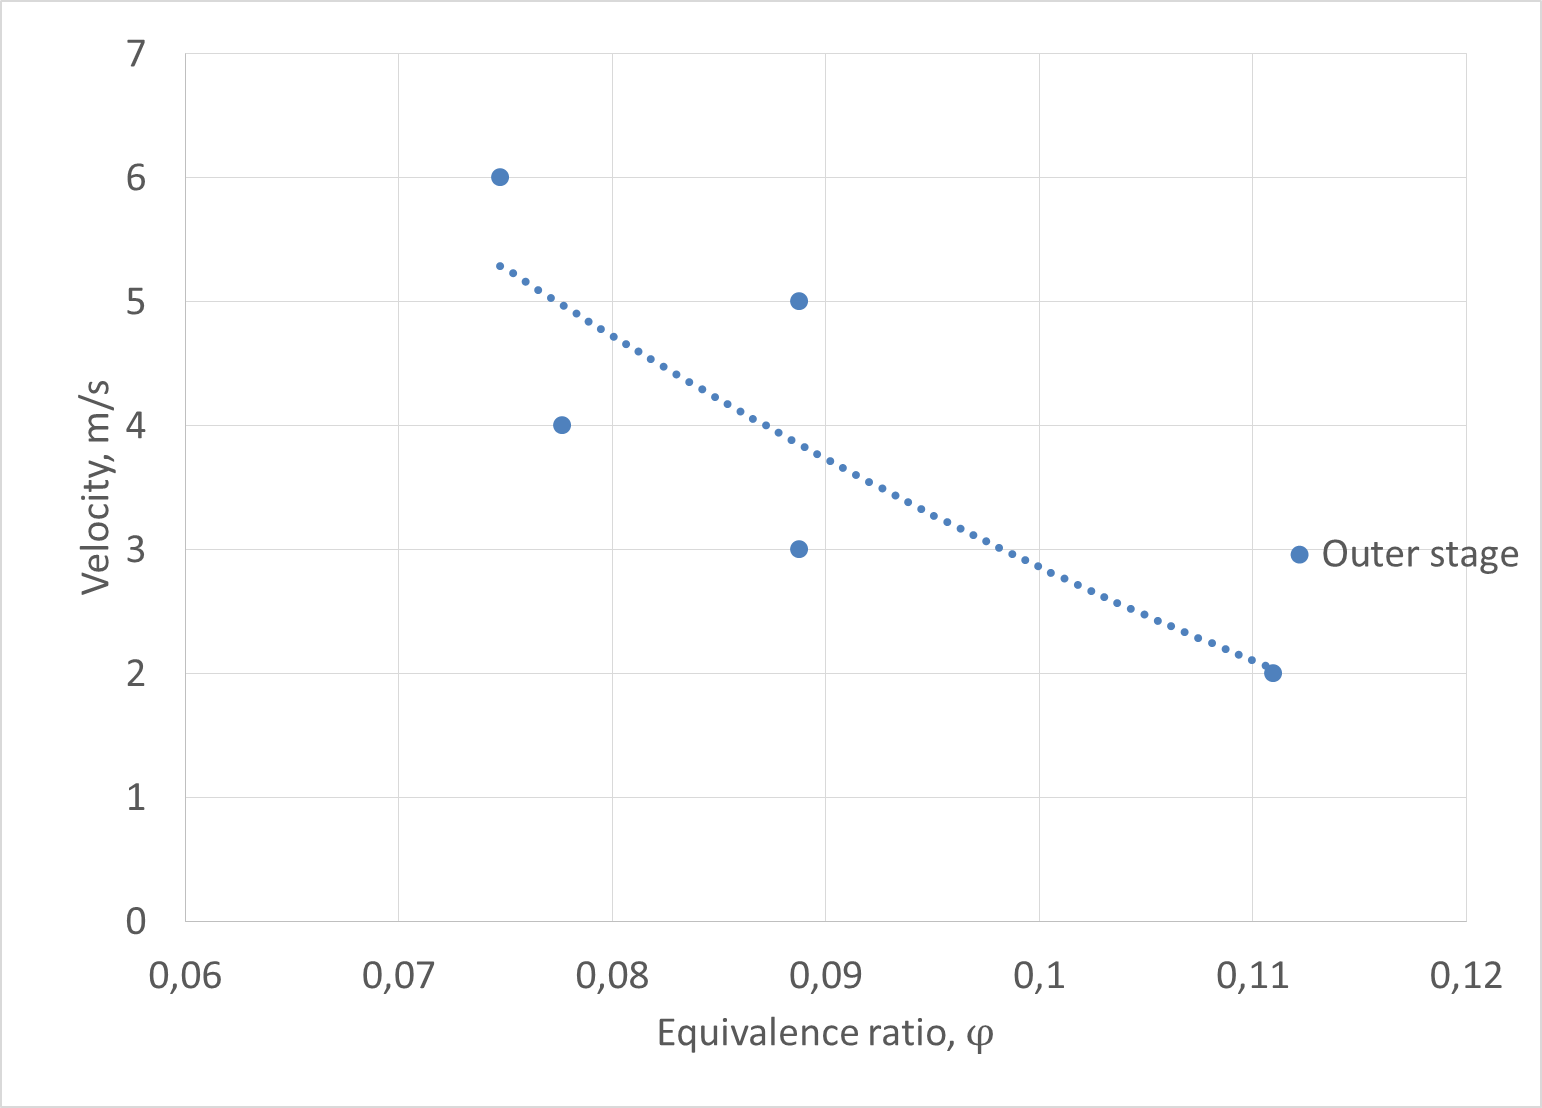 7
6
5
4
3
2
1
0
Velocity, m/s
Outer stage
0,06 0,07 0,08 0,09 0,1 0,11 0,12
Equivalence ratio, φ